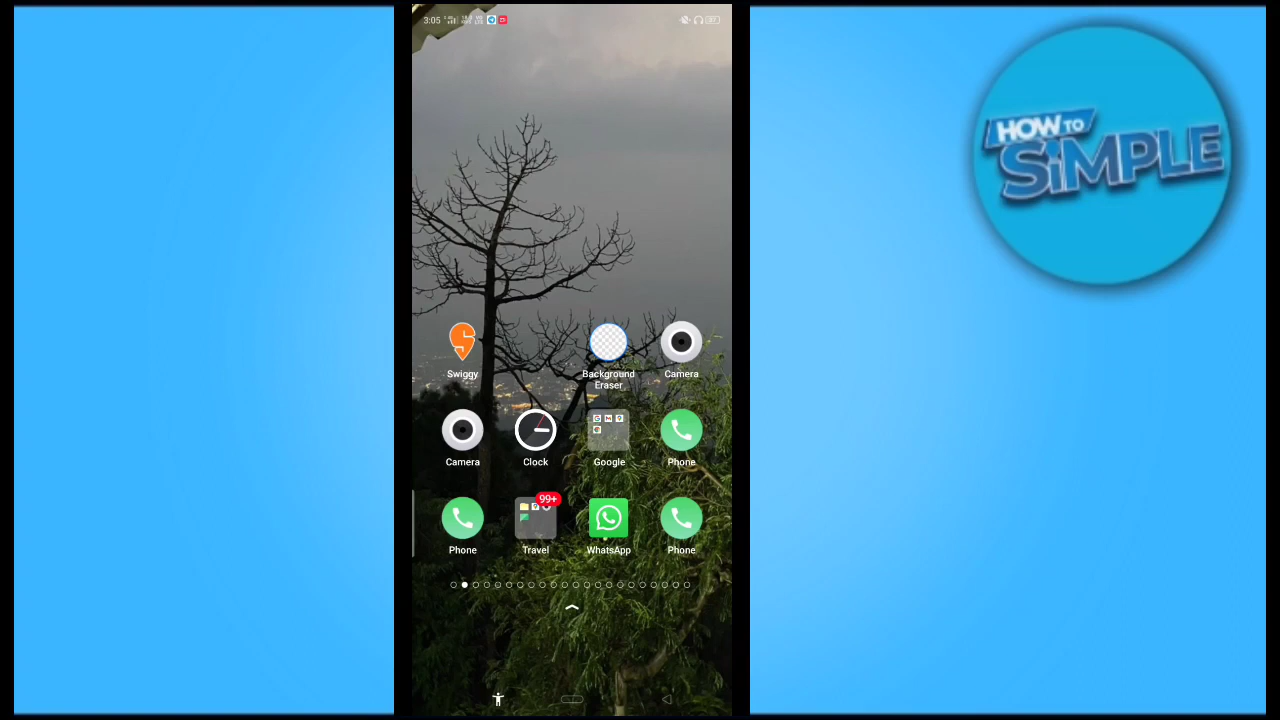 3:05
HOW TO
SiMPLE
Swiggy
Background
Eraser
Camera
Camera
Clock
Google
Phone
99+
Phone
Travel
WhatsApp
Phone